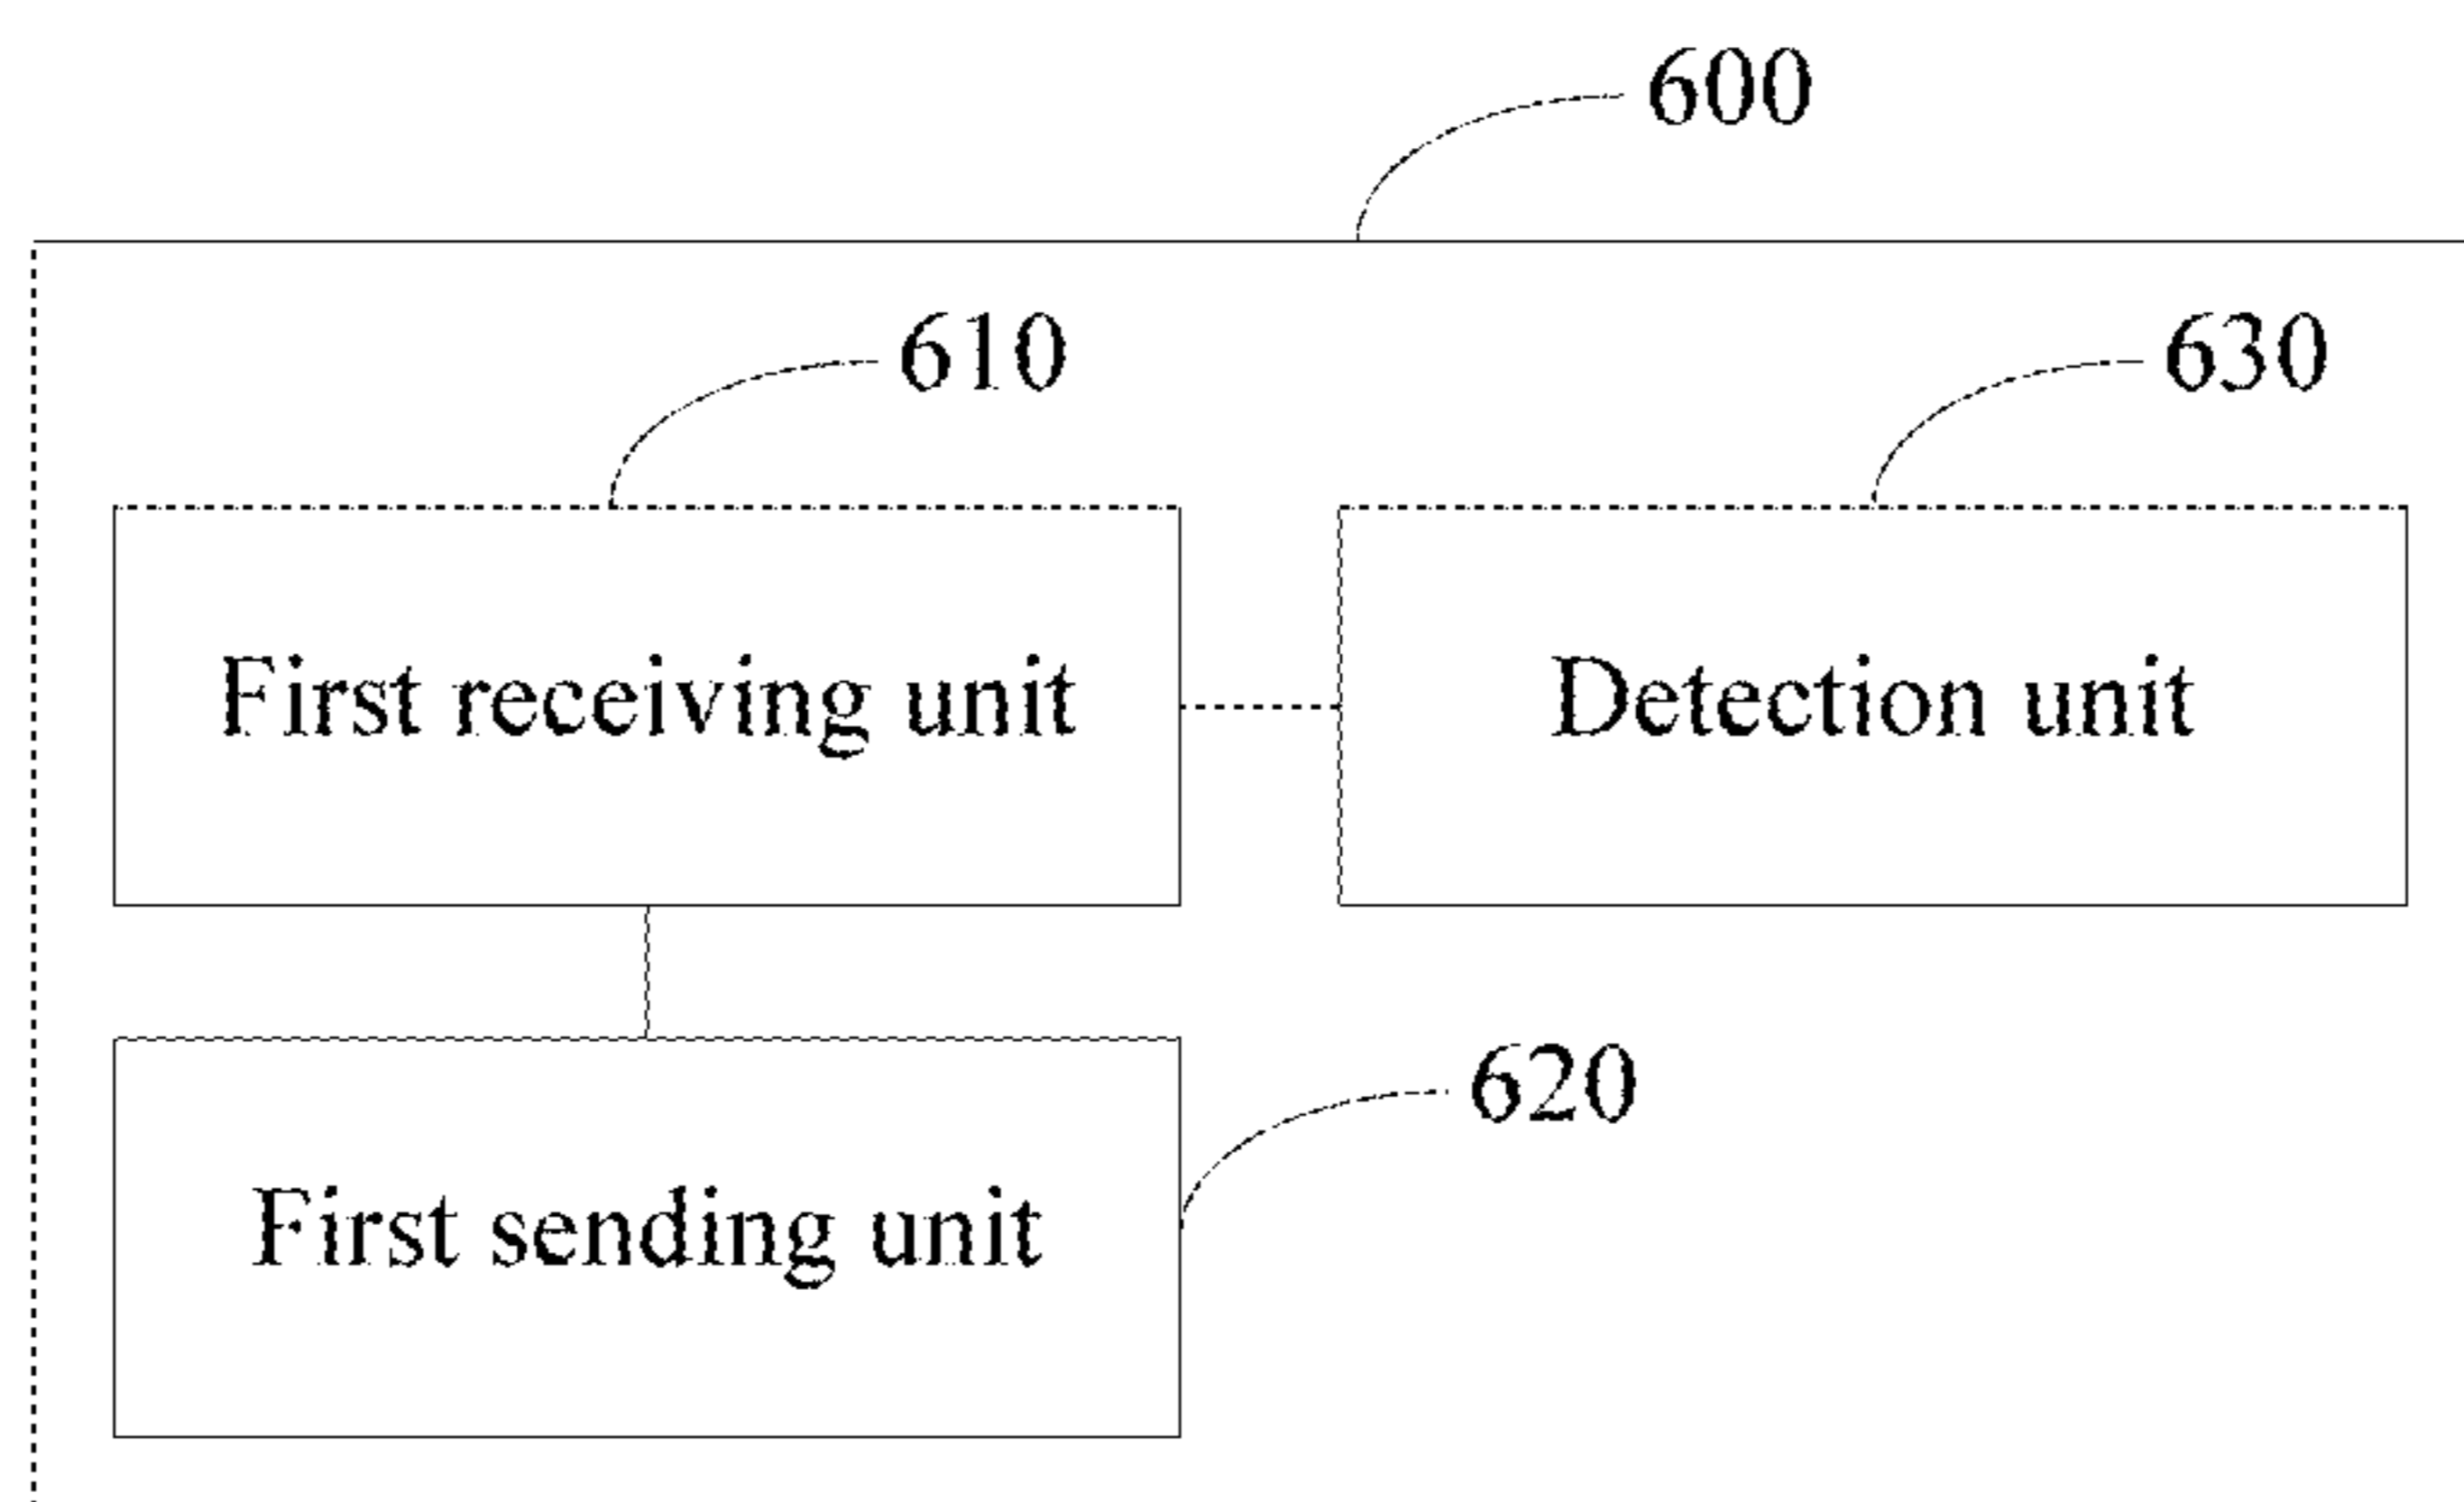 600
610
630
First receiving unit
Detection unit
620
First sending unit